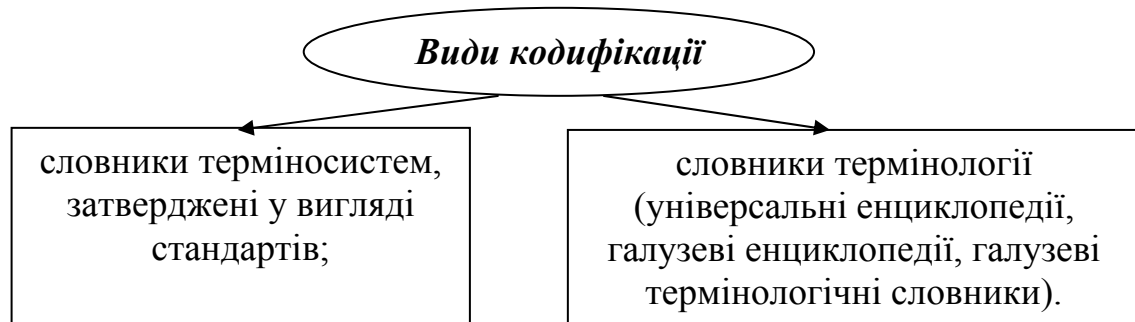 Види кодифікації
словники терміносистем,
затверджені у вигляді
стандартів;
словники термінології
(універсальні енциклопедії,
галузеві енциклопедії, галузеві
термінологічні словники).